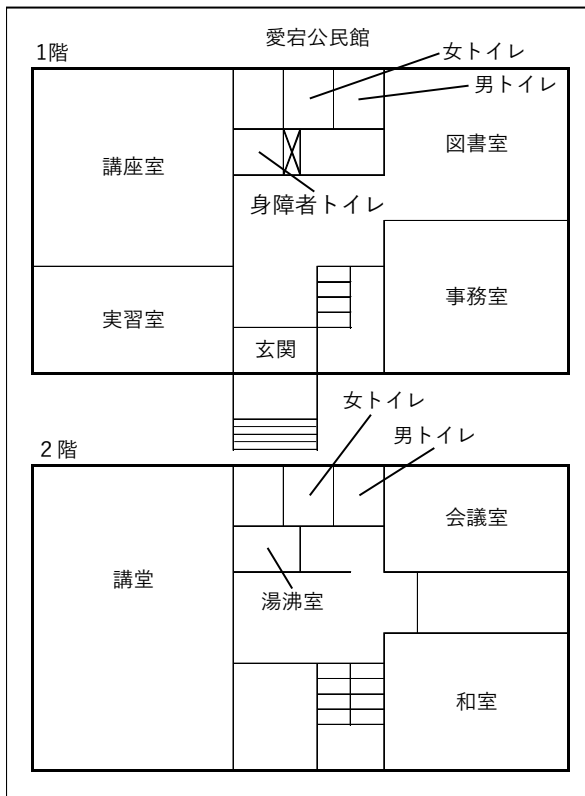 愛宕公民館
1階
女トイレ
男トイレ
図書室
講座室
身障者トイレ
事務室
実習室
玄関
女トイレ
男トイレ
２階
会議室
講堂
湯沸室
和室